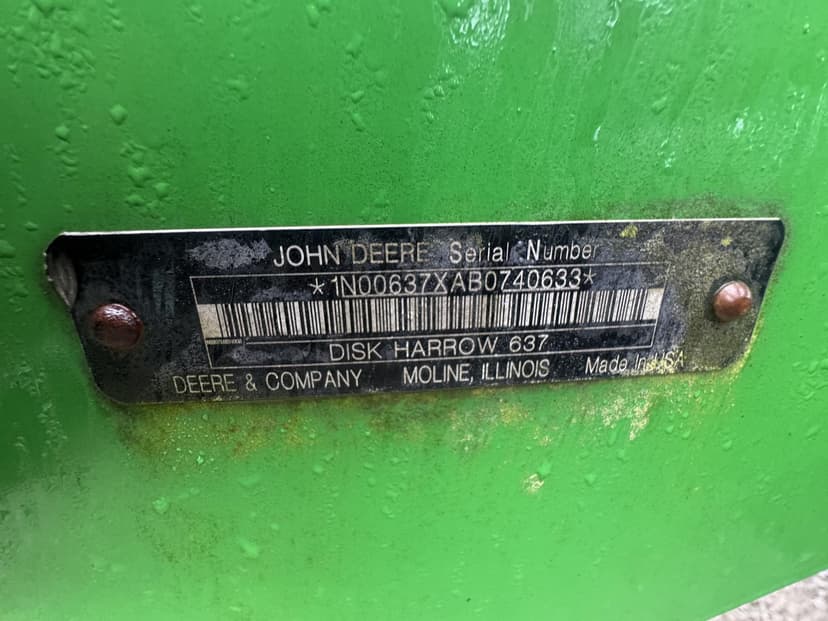 JOHN DEERE Serial Number
*1N00637XAB0740633*
DISK HARROW 637
DEERE & COMPANY MOLINE, ILLINOIS Made In USA